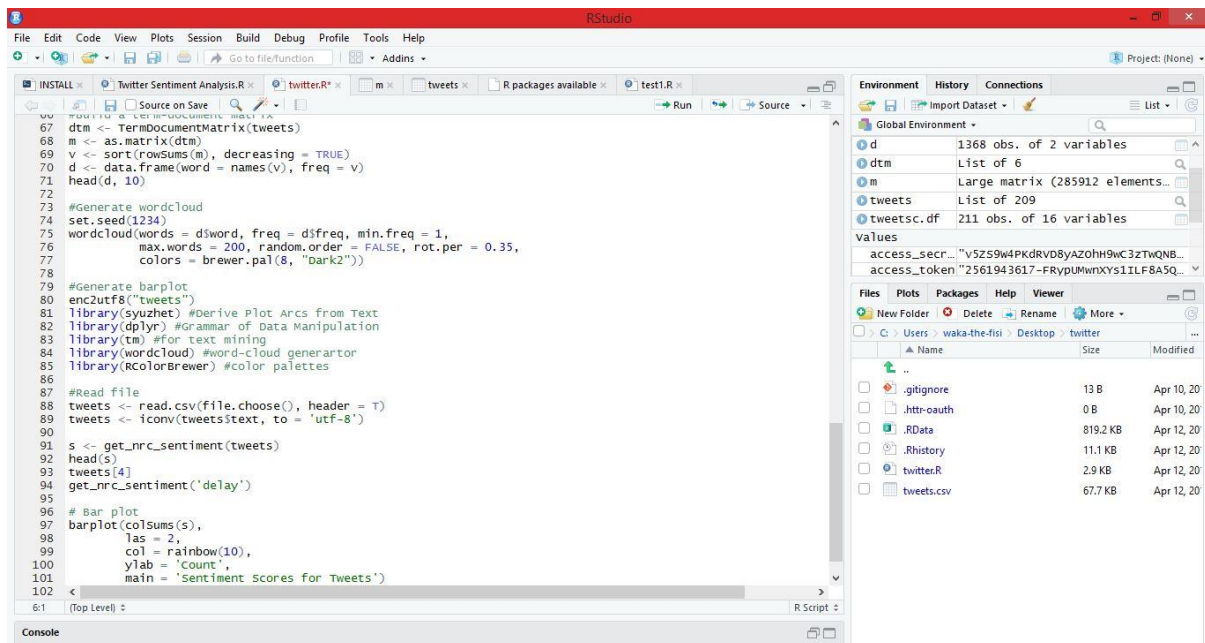 RStudio
File Edit Code View Plots Session Build Debug Profile Tools Help
Go to file/function Addins Project: (None)
INSTALL Twitter Sentiment Analysis.R twitter.R* m tweets R packages available test1.R
Source on Save Run Source
66 #Build a term-document matrix
67 dtm <- TermDocumentMatrix(tweets)
68 m <- as.matrix(dtm)
69 v <- sort(rowSums(m), decreasing = TRUE)
70 d <- data.frame(word = names(v), freq = v)
71 head(d, 10)
72
73 #Generate wordcloud
74 set.seed(1234)
75 wordcloud(words = d$word, freq = d$freq, min.freq = 1,
76 max.words = 200, random.order = FALSE, rot.per = 0.35,
77 colors = brewer.pal(8, "Dark2"))
78
79 #Generate barplot
80 enc2utf8("tweets")
81 library(syuzhet) #Derive Plot Arcs from Text
82 library(dplyr) #Grammar of Data Manipulation
83 library(tm) #for text mining
84 library(wordcloud) #word-cloud generartor
85 library(RColorBrewer) #color palettes
86
87 #Read file
88 tweets <- read.csv(file.choose(), header = T)
89 tweets <- iconv(tweets$text, to = 'utf-8')
90
91 s <- get_nrc_sentiment(tweets)
92 head(s)
93 tweets[4]
94 get_nrc_sentiment('delay')
95
96 # Bar plot
97 barplot(colSums(s),
98 las = 2,
99 col = rainbow(10),
100 ylab = 'Count',
101 main = 'Sentiment Scores for Tweets')
102
6:1 (Top Level) R Script
Console
Environment History Connections
Import Dataset List
Global Environment
d 1368 obs. of 2 variables
dtm List of 6
m Large matrix (285912 elements...
tweets List of 209
tweetsc.df 211 obs. of 16 variables
Values
access_secr...
access_token
Files Plots Packages Help Viewer
New Folder Delete Rename More
C: Users waka-the-fisi Desktop twitter ...
Name Size Modified
..
.gitignore 13 B Apr 10, 20
.httr-oauth 0 B Apr 10, 20
.RData 819.2 KB Apr 12, 20
.Rhistory 11.1 KB Apr 12, 20
twitter.R 2.9 KB Apr 12, 20
tweets.csv 67.7 KB Apr 12, 20